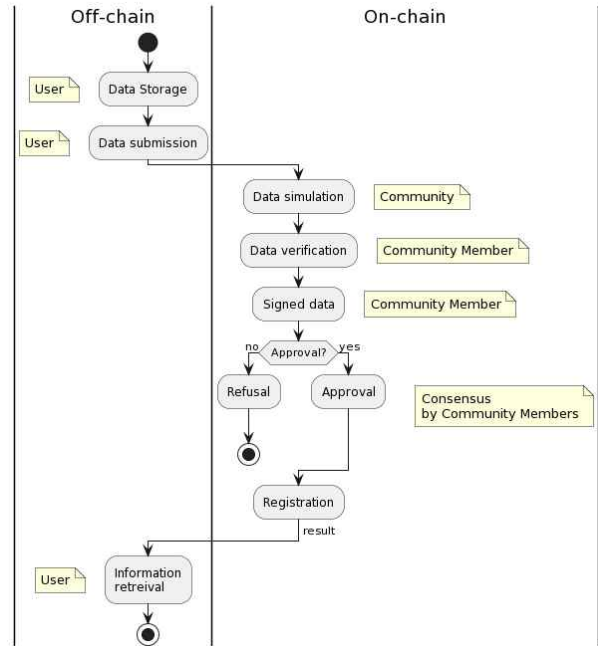 Off-chain
On-chain
User
Data Storage
User
Data submission
Data simulation
Community
Data verification
Community Member
Signed data
Community Member
no
Approval?
yes
Refusal
Approval
Consensus
by Community Members
Registration
result
User
Information
retreival